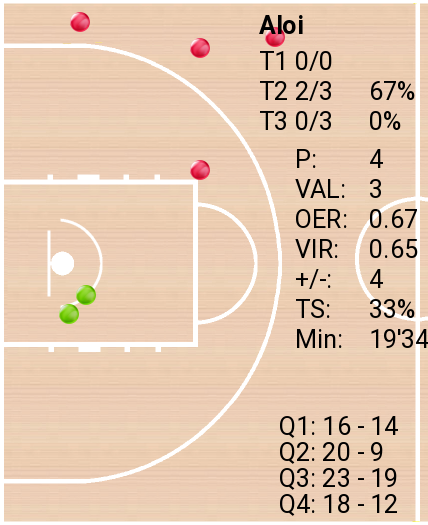 Aloi
T1 0/0
T2 2/3 67%
T3 0/3 0%
P: 4
VAL: 3
OER: 0.67
VIR: 0.65
+/-: 4
TS: 33%
Min: 19'34
Q1: 16 - 14
Q2: 20 - 9
Q3: 23 - 19
Q4: 18 - 12